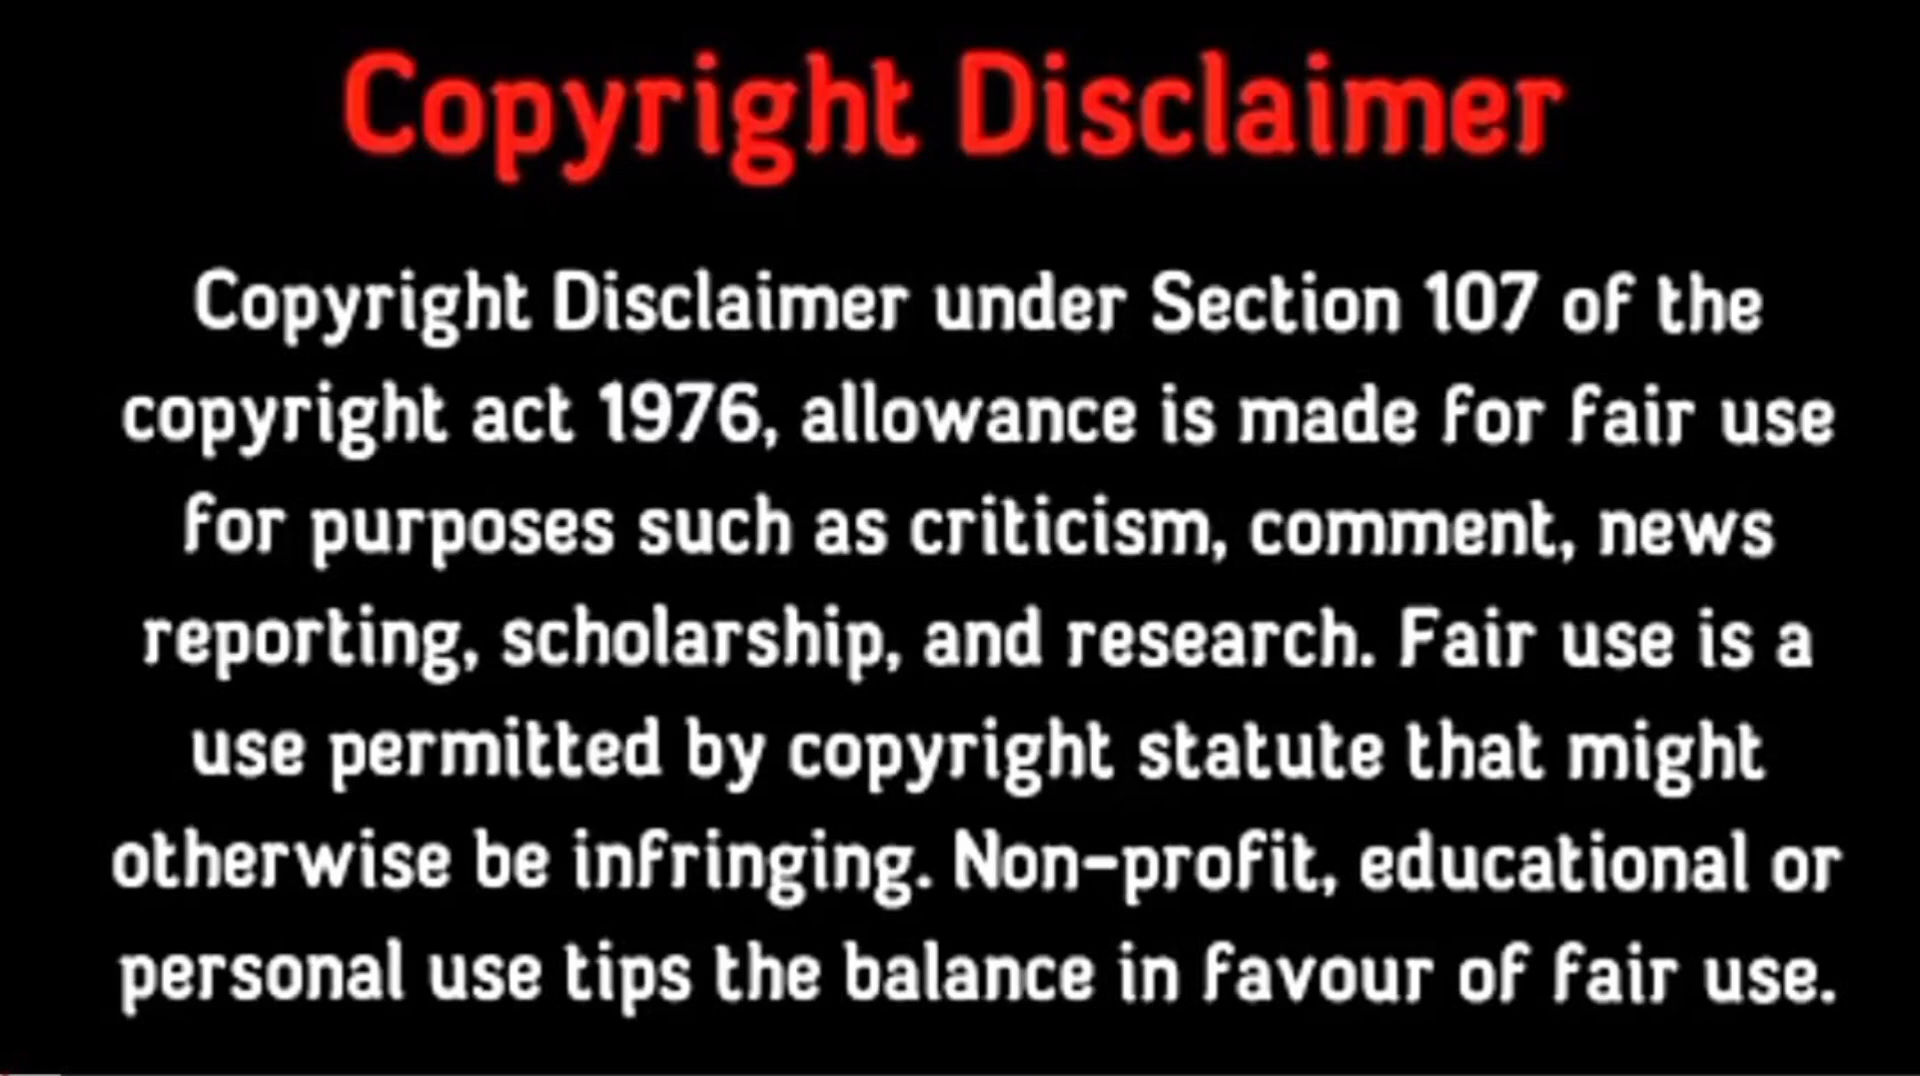 Copyright Disclaimer
Copyright Disclaimer under Section 107 of the
copyright act 1976, allowance is made for fair use
for purposes such as criticism, comment, news
reporting, scholarship, and research. Fair use is a
use permitted by copyright statute that might
otherwise be infringing. Non-profit, educational or
personal use tips the balance in favour of fair use.